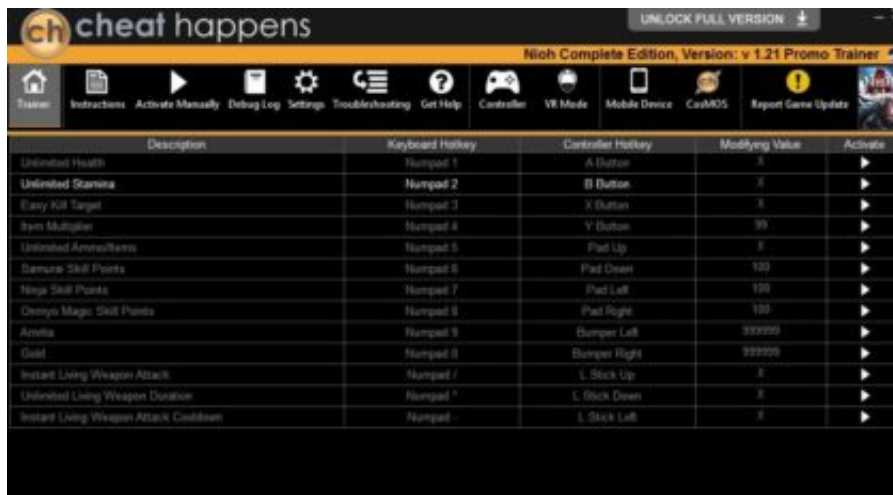 ch cheat happens
UNLOCK FULL VERSION
Nioh Complete Edition, Version: v 1.21 Promo Trainer
Trainer Instructions Activate Manually Debug Log Settings Troubleshooting Get Help Controller VR Mode Mobile Device CosMOS Report Game Update
Description Keyboard Hotkey Controller Hotkey Modifying Value Activate
Unlimited Health Numpad 1 A Button X
Unlimited Stamina Numpad 2 B Button X
Easy Kill Target Numpad 3 X Button X
Item Multiplier Numpad 4 Y Button 99
Unlimited Ammo/Items Numpad 5 Pad Up X
Samurai Skill Points Numpad 6 Pad Down 100
Ninja Skill Points Numpad 7 Pad Left 100
Onmyo Magic Skill Points Numpad 8 Pad Right 100
Amrita Numpad 9 Bumper Left 999999
Gold Numpad 0 Bumper Right 999999
Instant Living Weapon Attack Numpad / L Stick Up X
Unlimited Living Weapon Duration Numpad * L Stick Down X
Instant Living Weapon Attack Cooldown Numpad - L Stick Left X